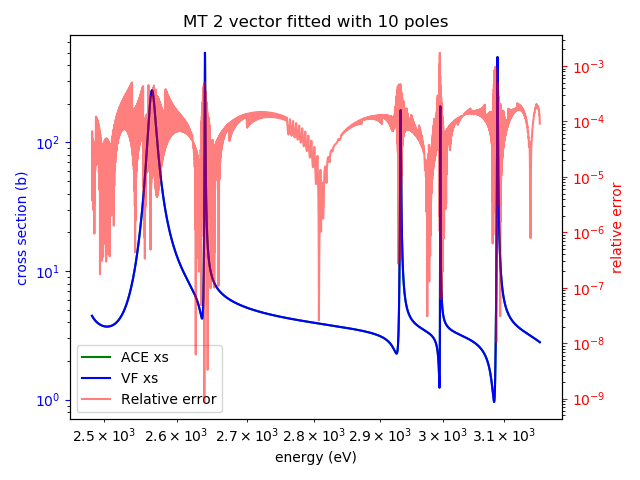 MT 2 vector fitted with 10 poles
cross section (b)
10²
10¹
10⁰
relative error
10⁻³
10⁻⁴
10⁻⁵
10⁻⁶
10⁻⁷
10⁻⁸
10⁻⁹
ACE xs
VF xs
Relative error
2.5 × 10³ 2.6 × 10³ 2.7 × 10³ 2.8 × 10³ 2.9 × 10³ 3 × 10³ 3.1 × 10³
energy (eV)